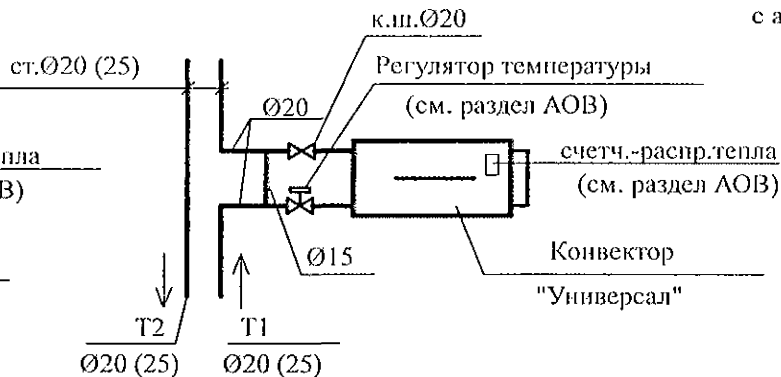 к.ш.Ø20
с а
ст.Ø20 (25)
Регулятор температуры
(см. раздел АОВ)
Ø20
пла
В)
счетч.-распр.тепла
(см. раздел АОВ)
Ø15
Конвектор
"Универсал"
Т2
Т1
Ø20 (25)
Ø20 (25)